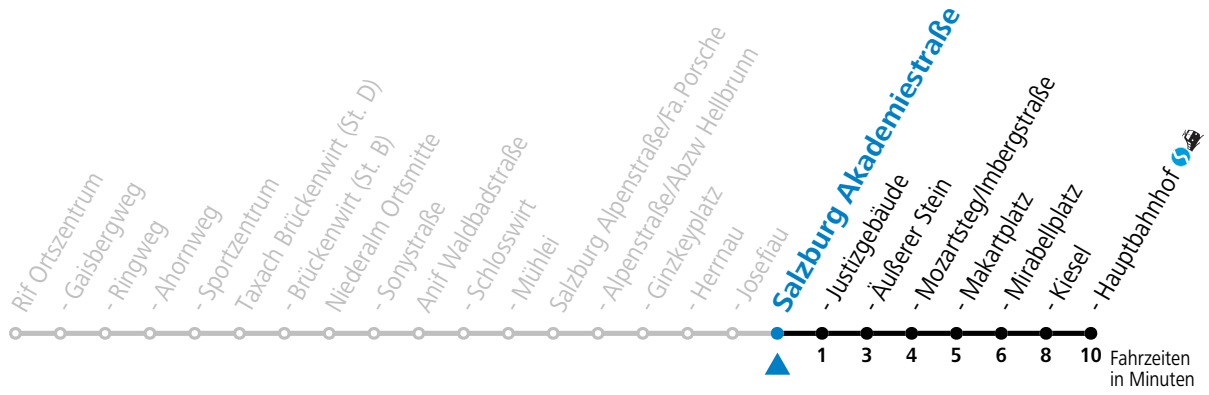 Rif Ortszentrum
- Gaisbergweg
- Ringweg
- Ahornweg
- Sportzentrum
Taxach Brückenwirt (St. D)
- Brückenwirt (St. B)
Niederalm Ortsmitte
- Sonystraße
Anif Waldbadstraße
- Schlosswirt
- Mühlei
Salzburg Alpenstraße/Fa.Porsche
- Alpenstraße/Abzw Hellbrunn
- Ginzkeyplatz
- Herrnau
- Josefiau
Salzburg Akademiestraße
- Justizgebäude
- Äußerer Stein
- Mozartsteg/Imbergstraße
- Makartplatz
- Mirabellplatz
- Kiesel
- Hauptbahnhof
1 3 4 5 6 8 10 Fahrzeiten
in Minuten